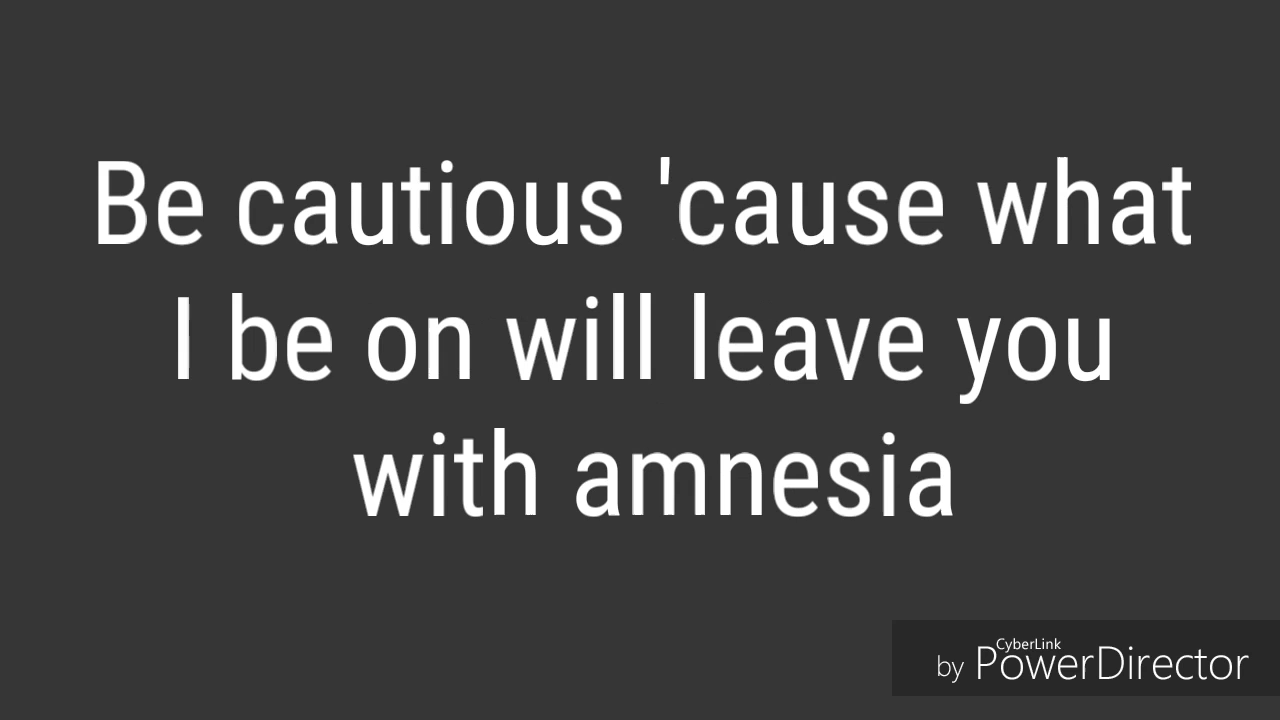 Be cautious 'cause what
I be on will leave you
with amnesia
CyberLink
by PowerDirector